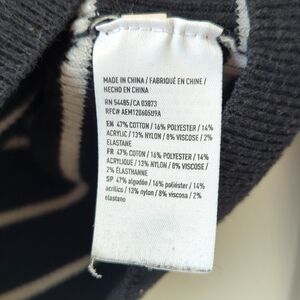 MADE IN CHINA / FABRIQUÉ EN CHINE /
HECHO EN CHINA
RN 54485/CA 03873
RFC# AEM120605U9A
EN 47% COTTON / 16% POLYESTER / 14%
ACRYLIC / 13% NYLON / 8% VISCOSE / 2%
ELASTANE
FR 47% COTON / 16% POLYESTER / 14%
ACRYLIQUE / 13% NYLON / 8% VISCOSE /
2% ÉLASTHANNE
SP 47% algodón / 16% poliéster / 14%
acrílico / 13% nylon / 8% viscosa / 2%
elastano